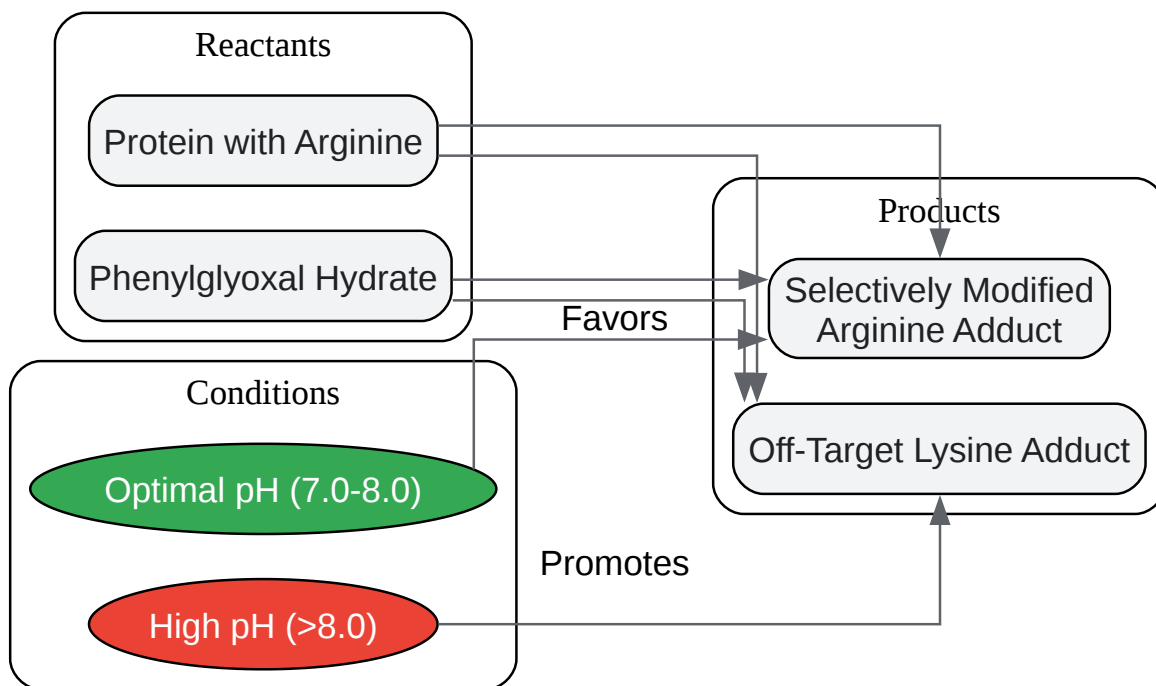 Reactants
Protein with Arginine
Phenylglyoxal Hydrate
Products
Selectively Modified
Arginine Adduct
Off-Target Lysine Adduct
Favors
Conditions
Optimal pH (7.0-8.0)
Promotes
High pH (>8.0)